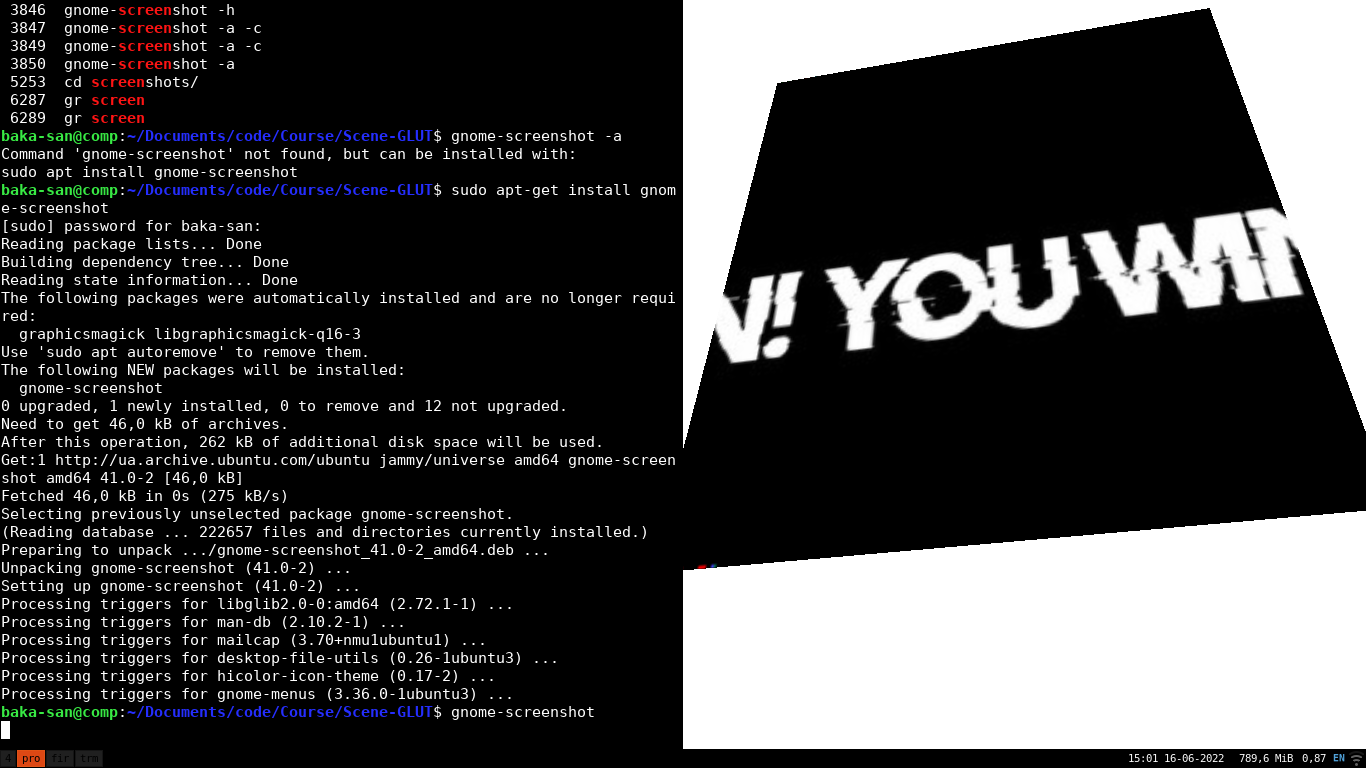 3846  gnome-screenshot -h
3847  gnome-screenshot -a -c
3849  gnome-screenshot -a -c
3850  gnome-screenshot -a
5253  cd screenshots/
6287  gr screen
6289  gr screen
baka-san@comp:~/Documents/code/Course/Scene-GLUT$ gnome-screenshot -a
Command 'gnome-screenshot' not found, but can be installed with:
sudo apt install gnome-screenshot
baka-san@comp:~/Documents/code/Course/Scene-GLUT$ sudo apt-get install gnom
e-screenshot
[sudo] password for baka-san:
Reading package lists... Done
Building dependency tree... Done
Reading state information... Done
The following packages were automatically installed and are no longer requi
red:
  graphicsmagick libgraphicsmagick-q16-3
Use 'sudo apt autoremove' to remove them.
The following NEW packages will be installed:
  gnome-screenshot
0 upgraded, 1 newly installed, 0 to remove and 12 not upgraded.
Need to get 46,0 kB of archives.
After this operation, 262 kB of additional disk space will be used.
Get:1 http://ua.archive.ubuntu.com/ubuntu jammy/universe amd64 gnome-screen
shot amd64 41.0-2 [46,0 kB]
Fetched 46,0 kB in 0s (275 kB/s)
Selecting previously unselected package gnome-screenshot.
(Reading database ... 222657 files and directories currently installed.)
Preparing to unpack .../gnome-screenshot_41.0-2_amd64.deb ...
Unpacking gnome-screenshot (41.0-2) ...
Setting up gnome-screenshot (41.0-2) ...
Processing triggers for libglib2.0-0:amd64 (2.72.1-1) ...
Processing triggers for man-db (2.10.2-1) ...
Processing triggers for mailcap (3.70+nmu1ubuntu1) ...
Processing triggers for desktop-file-utils (0.26-1ubuntu3) ...
Processing triggers for hicolor-icon-theme (0.17-2) ...
Processing triggers for gnome-menus (3.36.0-1ubuntu3) ...
baka-san@comp:~/Documents/code/Course/Scene-GLUT$ gnome-screenshot
N! YOU WIN
4 pro fir trm
15:01 16-06-2022 789,6 MiB 0,87 EN